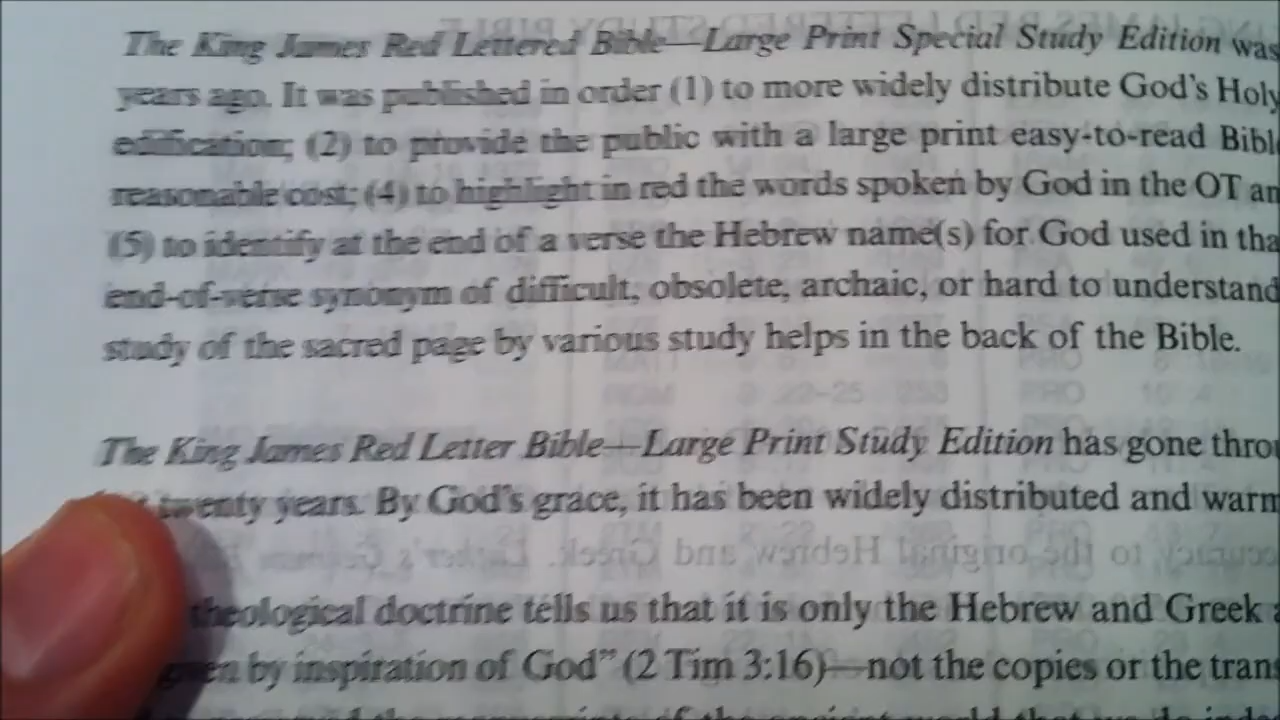 The King James Red Lettered Bible—Large Print Special Study Edition was
years ago. It was published in order (1) to more widely distribute God's Holy
edification; (2) to provide the public with a large print easy-to-read
reasonable cost; (4) to highlight in red the words spoken by God in the OT
(5) to identify at the end of a verse the Hebrew name(s) for God used in
end-of-verse synonym of difficult, obsolete, archaic, or hard to understand
study of the sacred page by various study helps in the back of the Bible.
The King James Red Letter Bible—Large Print Study Edition has gone
twenty years. By God's grace, it has been widely distributed and
theological doctrine tells us that it is only the Hebrew and Greek
by inspiration of God” (2 Tim 3:16)—not the copies or the